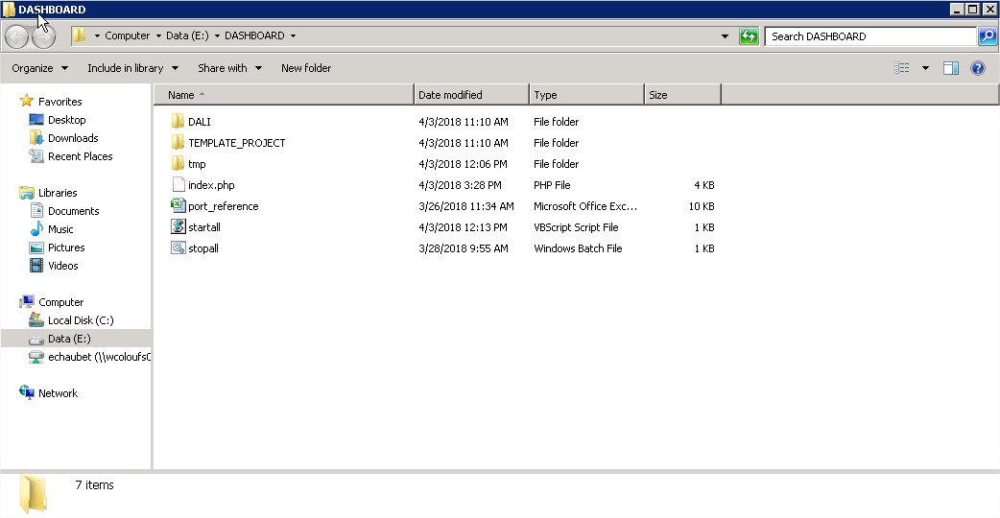 DASHBOARD
Computer Data (E:) DASHBOARD Search DASHBOARD
Organize Include in library Share with New folder
Favorites
Desktop
Downloads
Recent Places
Libraries
Documents
Music
Pictures
Videos
Computer
Local Disk (C:)
Data (E:)
echaubet (\\wcoloufs0
Network
Name Date modified Type Size
DALI 4/3/2018 11:10 AM File folder
TEMPLATE_PROJECT 4/3/2018 11:10 AM File folder
tmp 4/3/2018 12:06 PM File folder
index.php 4/3/2018 3:28 PM PHP File 4 KB
port_reference 3/26/2018 11:34 AM Microsoft Office Exc... 10 KB
startall 4/3/2018 12:13 PM VBScript Script File 1 KB
stopall 3/28/2018 9:55 AM Windows Batch File 1 KB
7 items